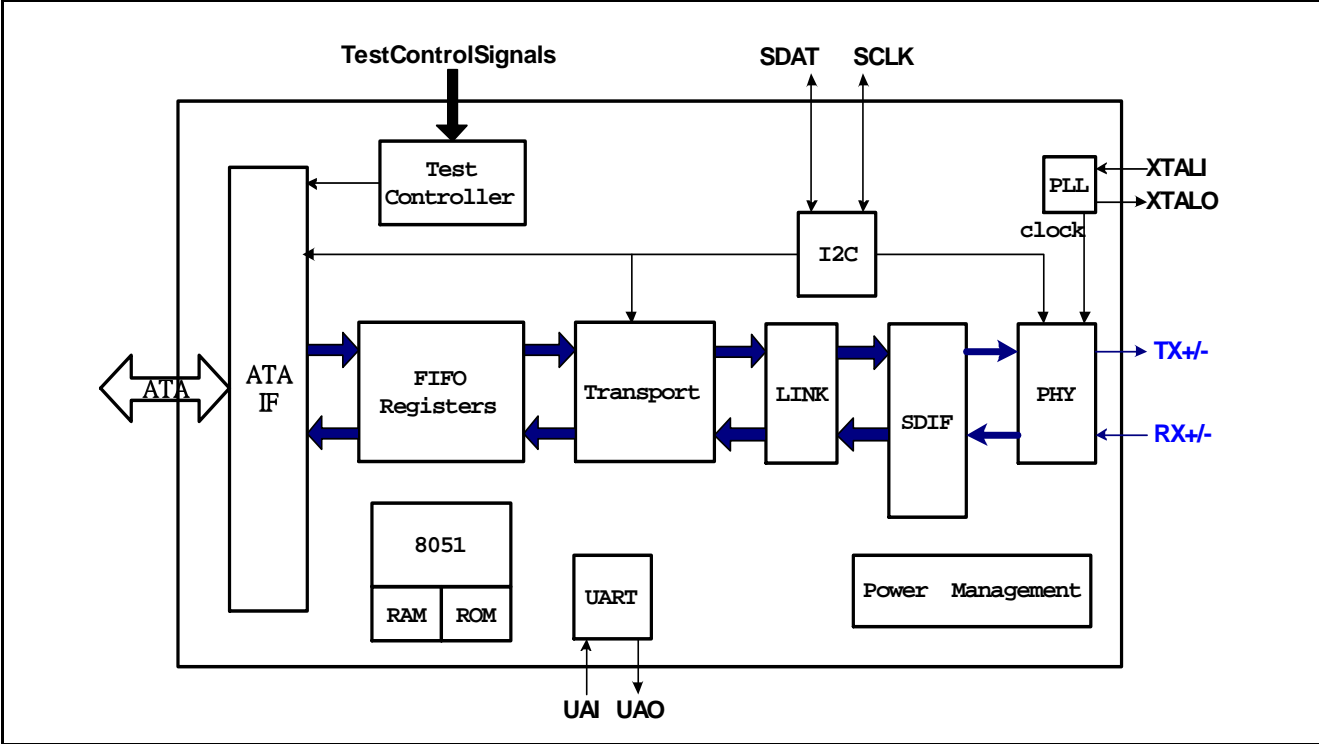 TestControlSignals
SDAT SCLK
Test
Controller
PLL
XTALI
XTALO
clock
I2C
ATA
ATA
IF
FIFO
Registers
Transport
LINK
SDIF
PHY
TX+/-
RX+/-
8051
RAM ROM
UART
Power Management
UAI UAO